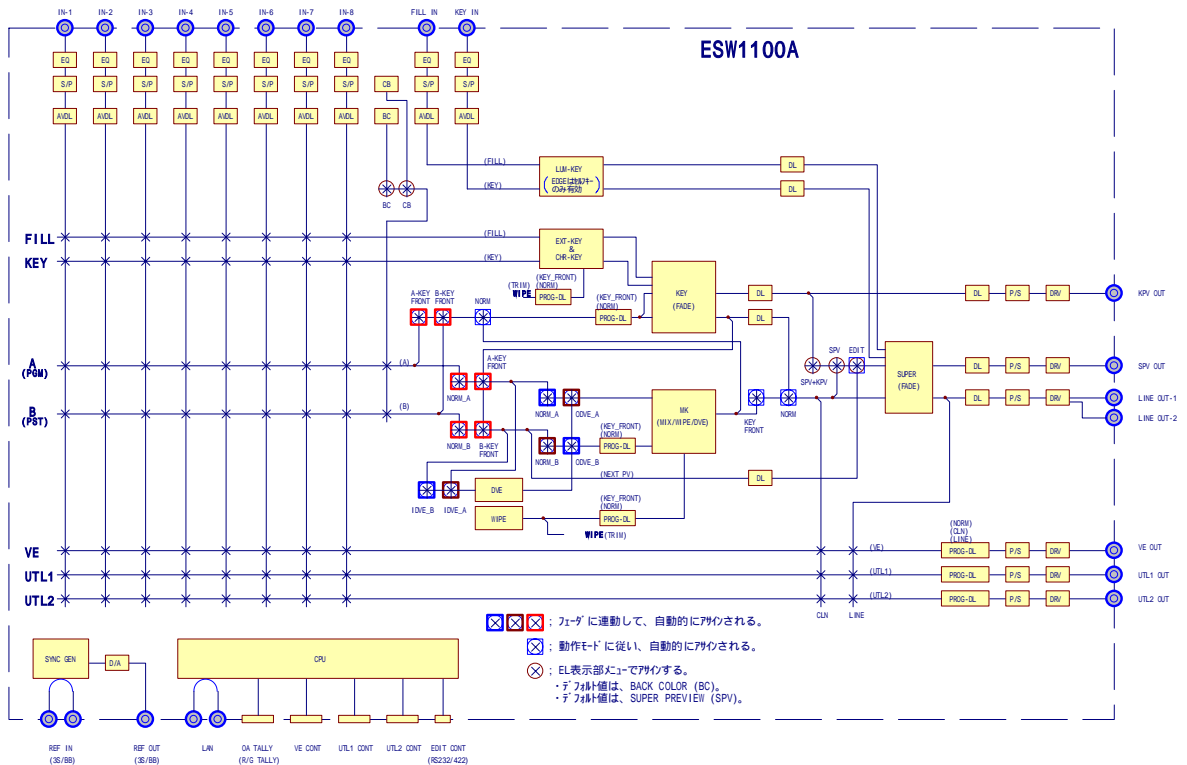 IN-1 IN-2 IN-3 IN-4 IN-5 IN-6 IN-7 IN-8 FILL IN KEY IN
ESW1100A
EQ EQ EQ EQ EQ EQ EQ EQ EQ EQ
S/P S/P S/P S/P S/P S/P S/P S/P CB S/P S/P
AVDL AVDL AVDL AVDL AVDL AVDL AVDL AVDL BC AVDL AVDL
(FILL) LUM-KEY DL
(EDGEはセルフキー
のみ有効)
(KEY) DL
BC CB
FILL (FILL) EXT-KEY
&
CHR-KEY
KEY (KEY)
(KEY_FRONT)
(TRIM) (NORM)
WIPE PROG-DL
KEY
(FADE)
DL DL P/S DRV KPV OUT
A-KEY
FRONT
B-KEY
FRONT
NORM
(KEY_FRONT)
(NORM)
PROG-DL
DL
A
(PGM)
(A)
A-KEY
FRONT
SPV EDIT
SPV+KPV
SUPER
(FADE)
DL P/S DRV SPV OUT
NORM_A
NORM_A ODVE_A
MK
(MIX/WIPE/DVE)
KEY
FRONT
NORM
DL P/S DRV LINE OUT-1
LINE OUT-2
B
(PST)
(B)
NORM_B
B-KEY
FRONT
NORM_B ODVE_B
(KEY_FRONT)
(NORM)
PROG-DL
(NEXT PV) DL
IDVE_B IDVE_A
DVE
WIPE
(KEY_FRONT)
(NORM)
PROG-DL
WIPE(TRIM)
(NORM)
(CLN)
(LINE)
VE (VE) PROG-DL P/S DRV VE OUT
UTL1 (UTL1) PROG-DL P/S DRV UTL1 OUT
UTL2 (UTL2) PROG-DL P/S DRV UTL2 OUT
CLN LINE
; フェーダに連動して、自動的にアサインされる。
; 動作モードに従い、自動的にアサインされる。
; EL表示部メニューでアサインする。
・デフォルト値は、BACK COLOR (BC)。
・デフォルト値は、SUPER PREVIEW (SPV)。
SYNC GEN D/A CPU
REF IN
(3S/BB)
REF OUT
(3S/BB)
LAN
OA TALLY
(R/G TALLY)
VE CONT
UTL1 CONT
UTL2 CONT
EDIT CONT
(RS232/422)